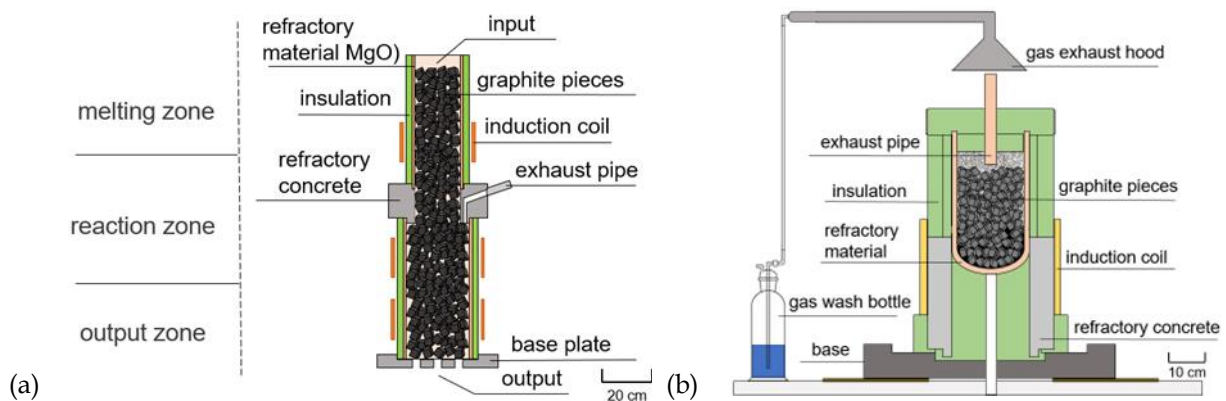 melting zone
reaction zone
output zone
refractory
material MgO)
insulation
refractory
concrete
input
graphite pieces
induction coil
exhaust pipe
base plate
output
20 cm
(a)
gas exhaust hood
exhaust pipe
insulation
refractory
material
gas wash bottle
base
graphite pieces
induction coil
refractory concrete
10 cm
(b)